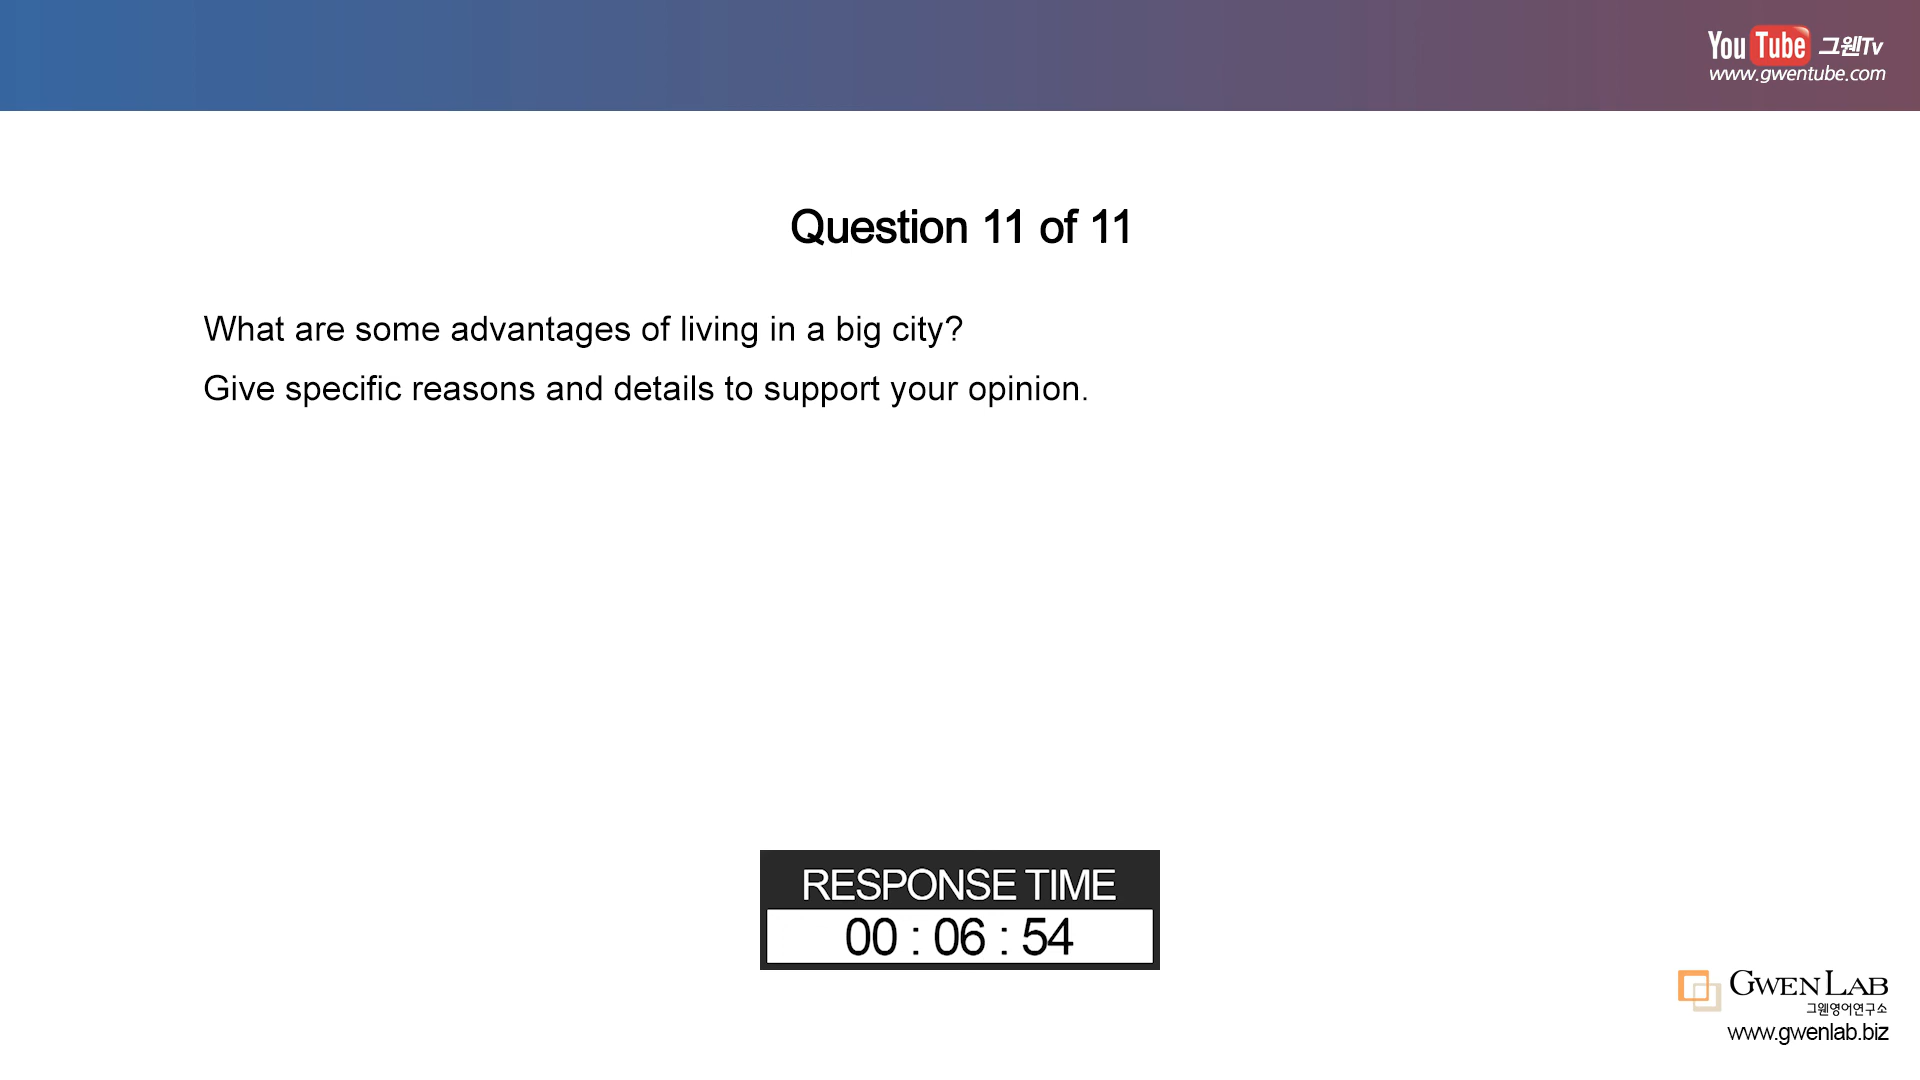 YouTube 그웬Tv
www.gwentube.com
Question 11 of 11
What are some advantages of living in a big city?
Give specific reasons and details to support your opinion.
RESPONSE TIME
00 : 06 : 54
GWEN LAB
그웬영어연구소
www.gwenlab.biz